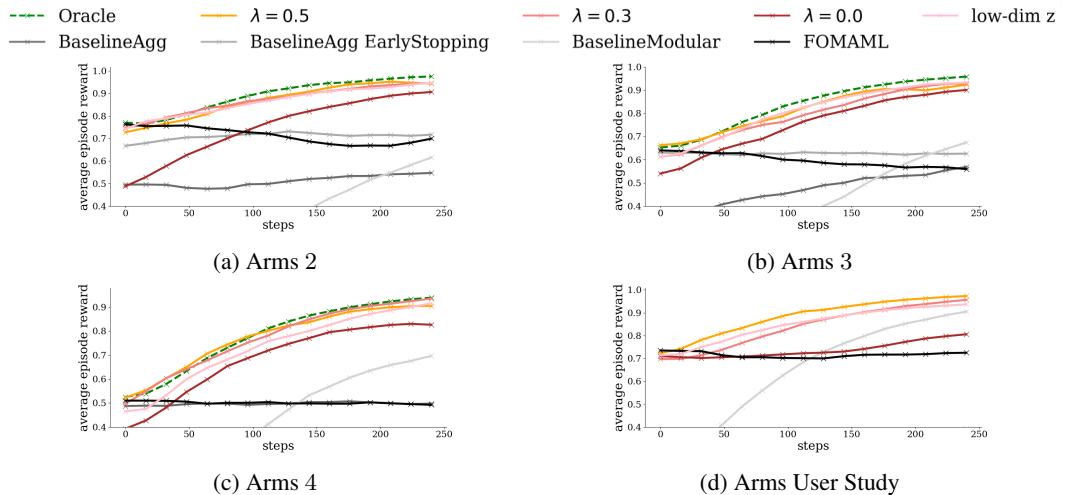 Oracle λ = 0.5 λ = 0.3 λ = 0.0 low-dim z
BaselineAgg BaselineAgg EarlyStopping BaselineModular FOMAML
average episode reward
1.0
0.9
0.8
0.7
0.6
0.5
0.4
0 50 100 150 200 250
steps
(a) Arms 2
average episode reward
1.0
0.9
0.8
0.7
0.6
0.5
0.4
0 50 100 150 200 250
steps
(b) Arms 3
average episode reward
0.9
0.8
0.7
0.6
0.5
0.4
0 50 100 150 200 250
steps
(c) Arms 4
average episode reward
1.0
0.9
0.8
0.7
0.6
0.5
0.4
0 50 100 150 200 250
steps
(d) Arms User Study